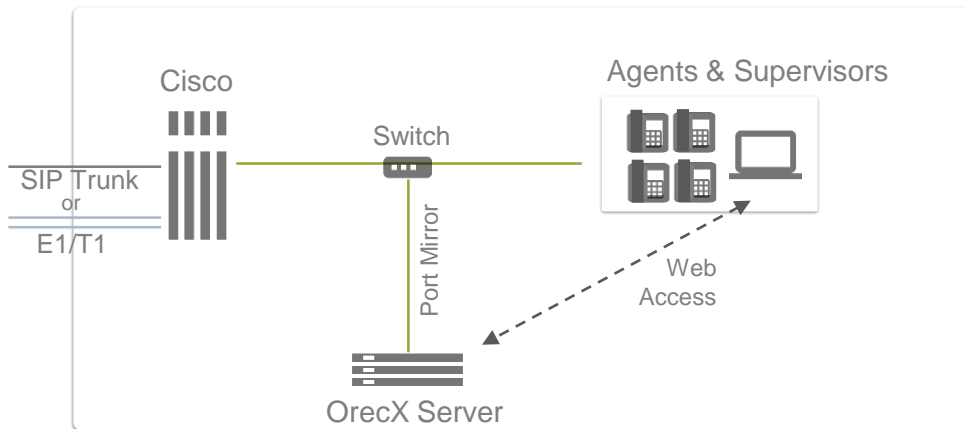 Cisco
Agents & Supervisors
Switch
SIP Trunk
or
E1/T1
Port Mirror
Web
Access
OrecX Server